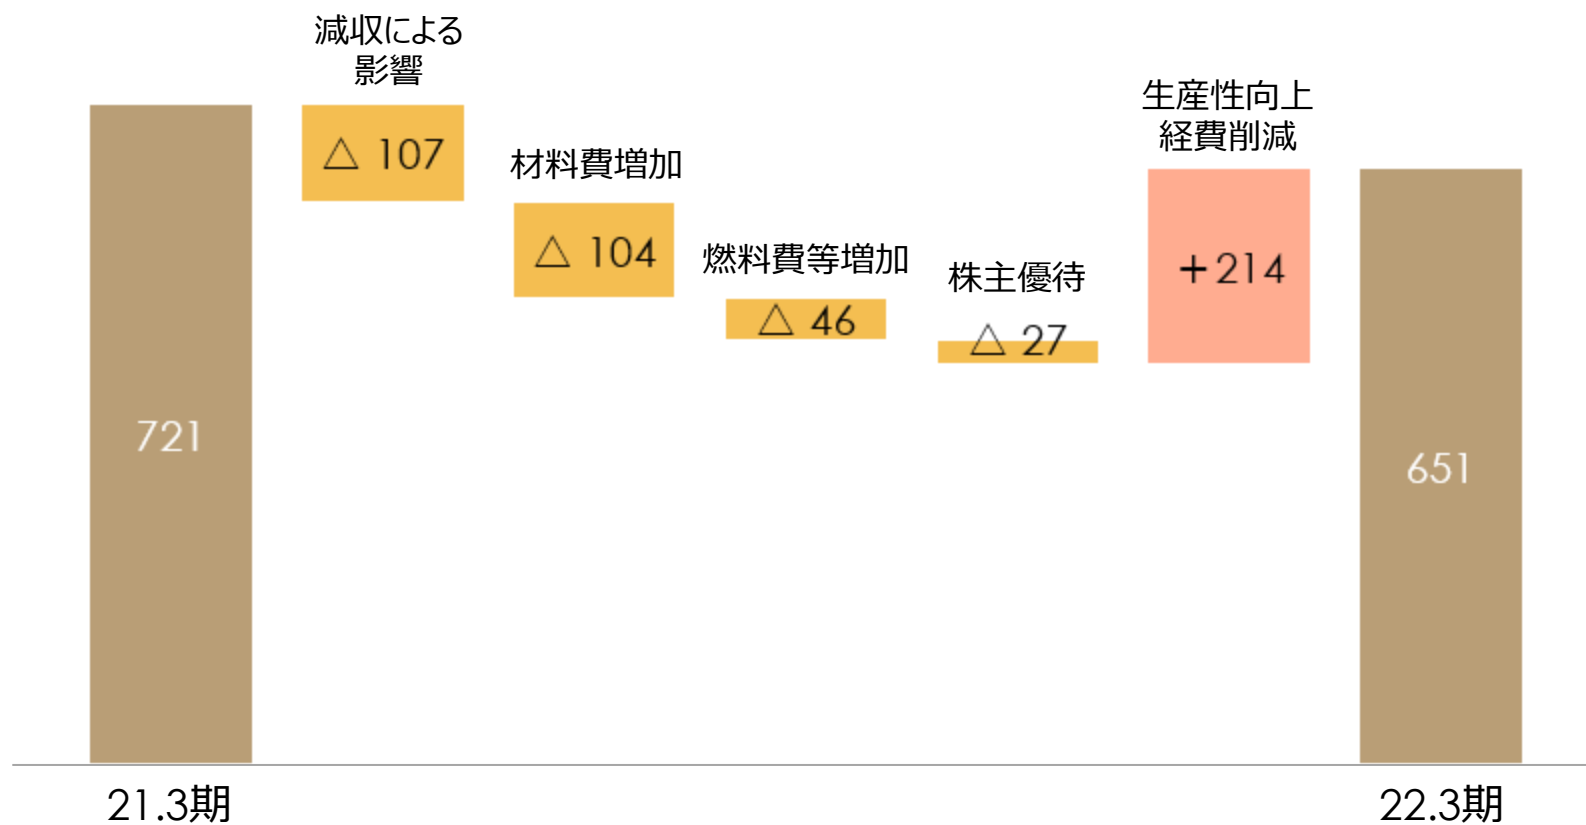 減収による
影響
△ 107
材料費増加
△ 104
燃料費等増加
△ 46
株主優待
△ 27
生産性向上
経費削減
+214
721
651
21.3期
22.3期